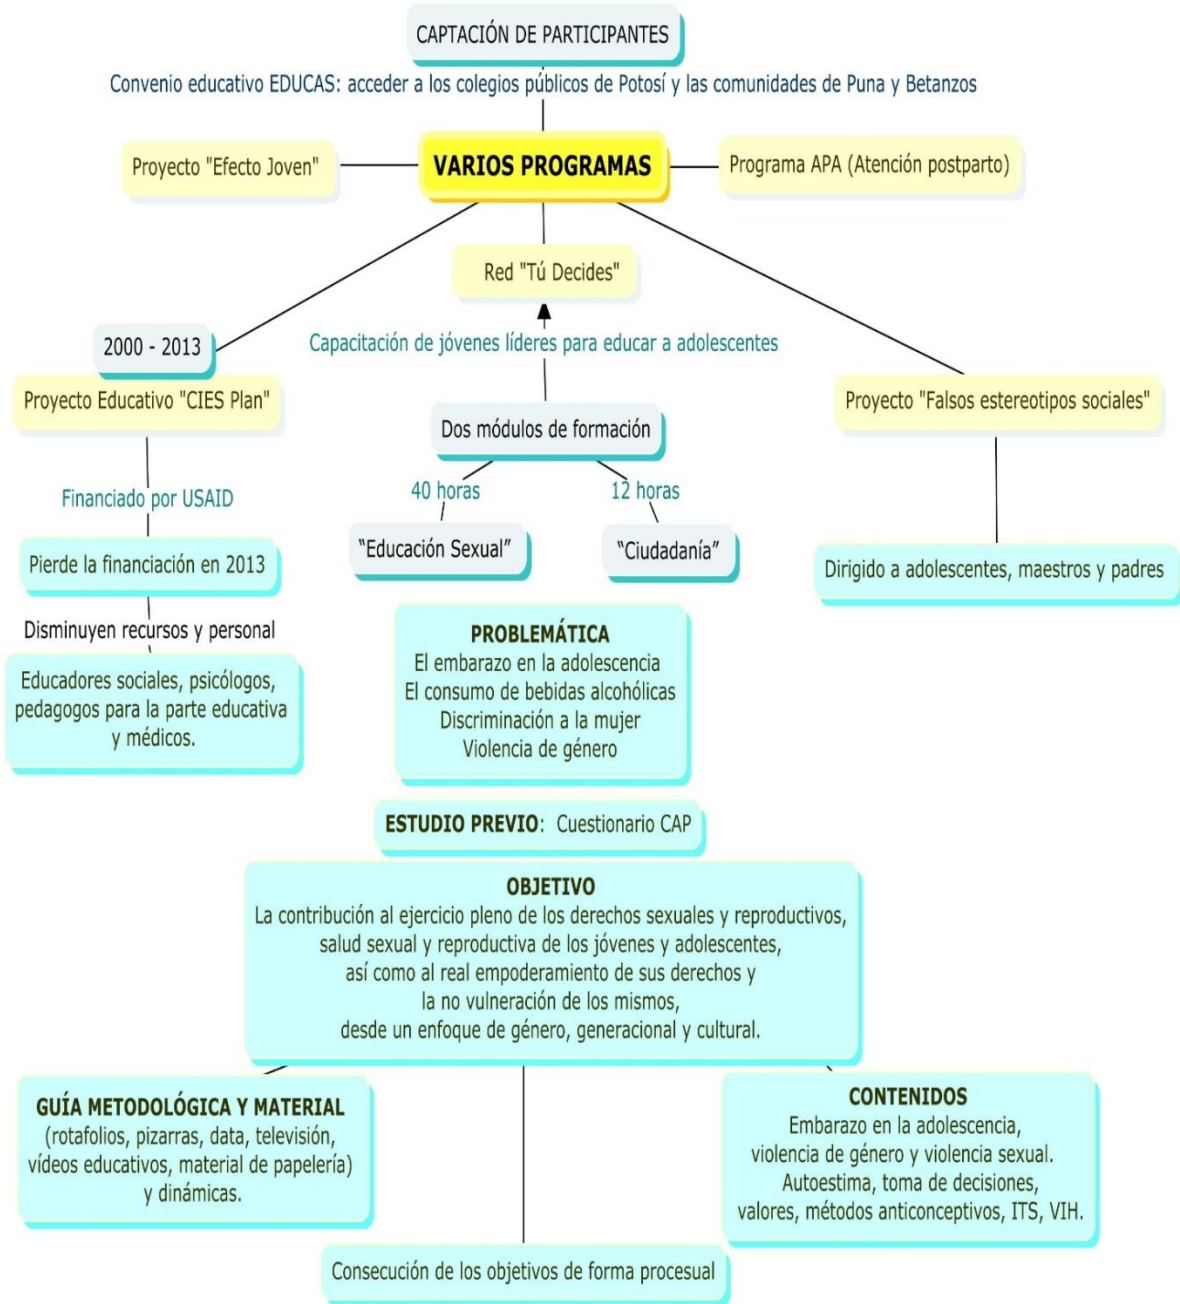 CAPTACIÓN DE PARTICIPANTES
Convenio educativo EDUCAS: acceder a los colegios públicos de Potosí y las comunidades de Puna y Betanzos
Proyecto "Efecto Joven"
VARIOS PROGRAMAS
Programa APA (Atención postparto)
Red "Tú Decides"
2000 - 2013
Capacitación de jóvenes líderes para educar a adolescentes
Proyecto Educativo "CIES Plan"
Proyecto "Falsos estereotipos sociales"
Dos módulos de formación
Financiado por USAID
40 horas
12 horas
"Educación Sexual"
"Ciudadanía"
Pierde la financiación en 2013
Dirigido a adolescentes, maestros y padres
Disminuyen recursos y personal
Educadores sociales, psicólogos,
pedagogos para la parte educativa
y médicos.
PROBLEMÁTICA
El embarazo en la adolescencia
El consumo de bebidas alcohólicas
Discriminación a la mujer
Violencia de género
ESTUDIO PREVIO: Cuestionario CAP
OBJETIVO
La contribución al ejercicio pleno de los derechos sexuales y reproductivos,
salud sexual y reproductiva de los jóvenes y adolescentes,
así como al real empoderamiento de sus derechos y
la no vulneración de los mismos,
desde un enfoque de género, generacional y cultural.
GUÍA METODOLÓGICA Y MATERIAL
(rotafolios, pizarras, data, televisión,
vídeos educativos, material de papelería)
y dinámicas.
CONTENIDOS
Embarazo en la adolescencia,
violencia de género y violencia sexual.
Autoestima, toma de decisiones,
valores, métodos anticonceptivos, ITS, VIH.
Consecución de los objetivos de forma procesual